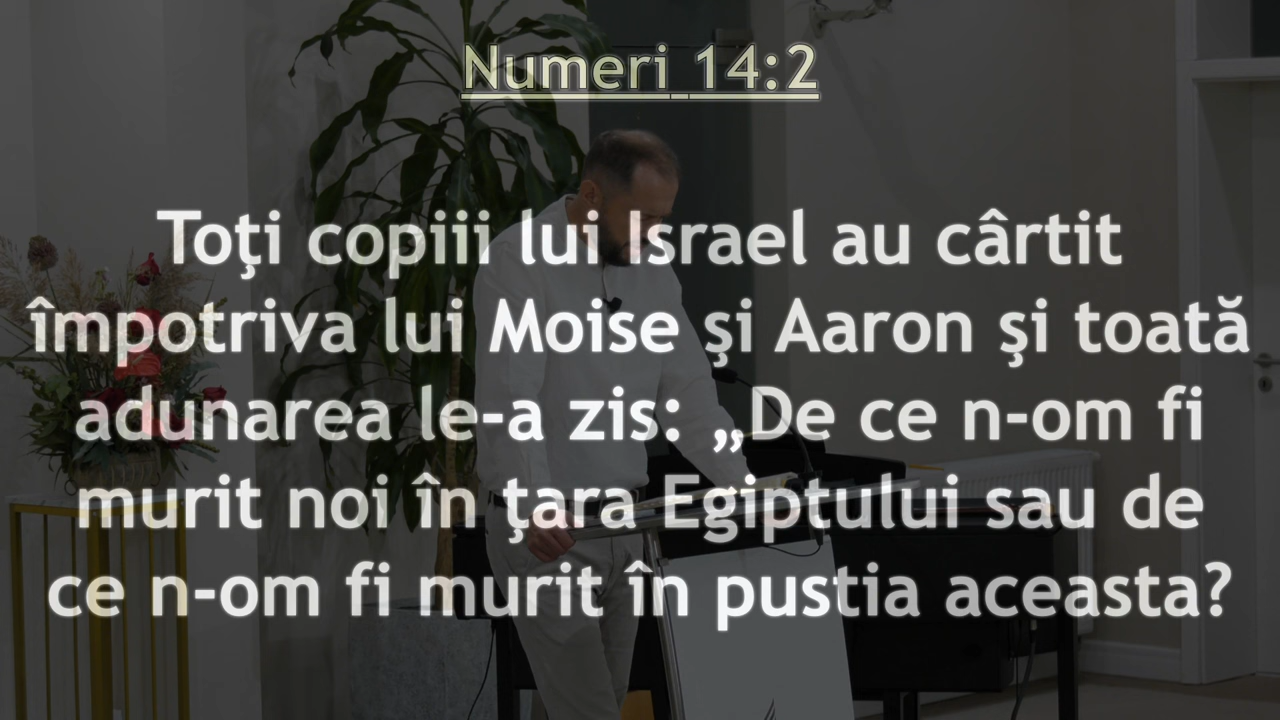 Numeri 14:2
Toţi copiii lui Israel au cârtit
împotriva lui Moise şi Aaron şi toată
adunarea le-a zis: „De ce n-om fi
murit noi în ţara Egiptului sau de
ce n-om fi murit în pustia aceasta?